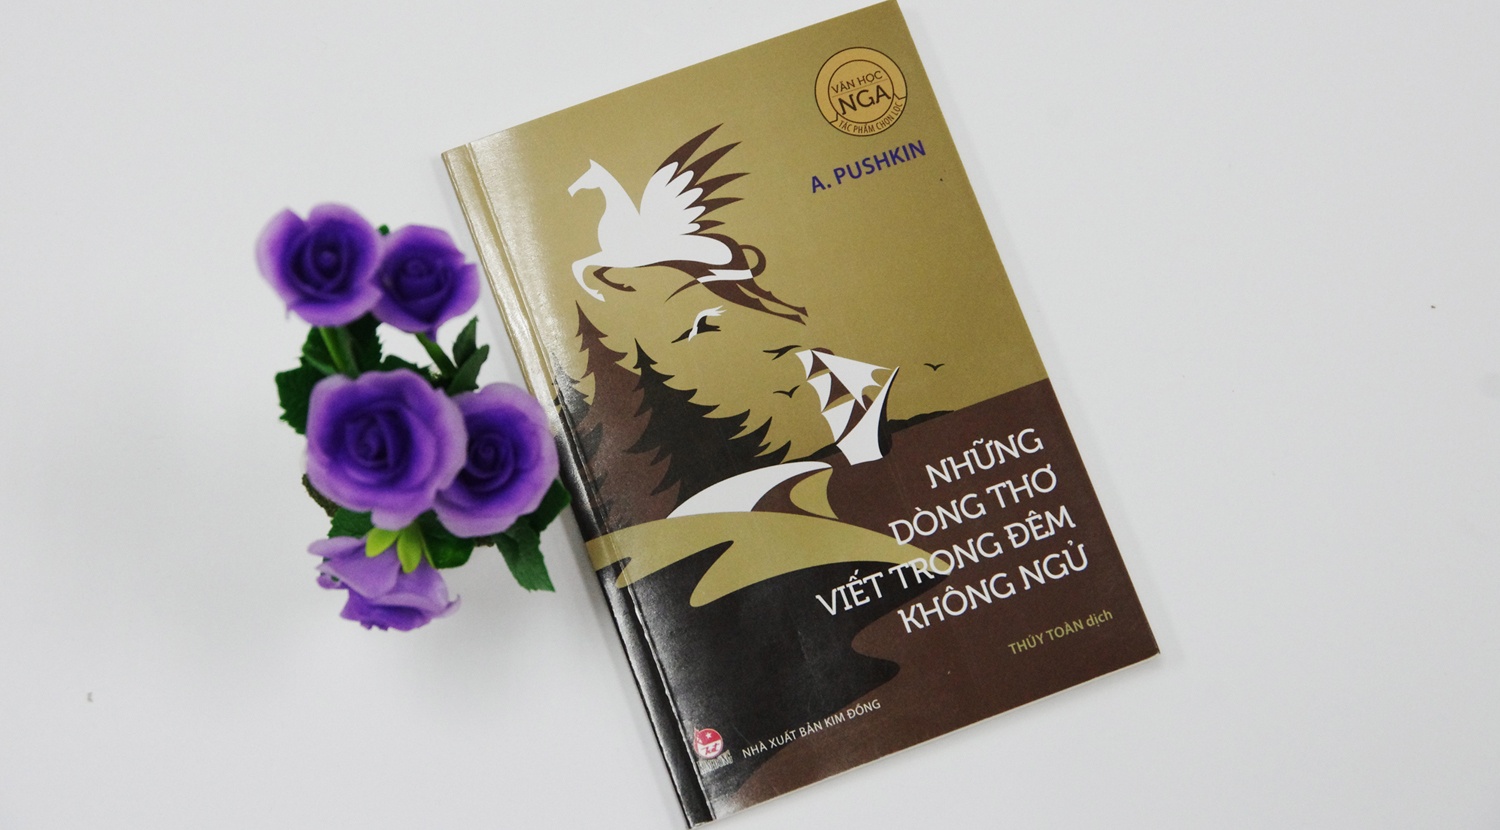 VĂN HỌC
NGA
TÁC PHẨM CHỌN LỌC
A. PUSHKIN
NHỮNG
DÒNG THƠ
VIẾT TRONG ĐÊM
KHÔNG NGỦ
THÚY TOÀN dịch
NHÀ XUẤT BẢN KIM ĐỒNG